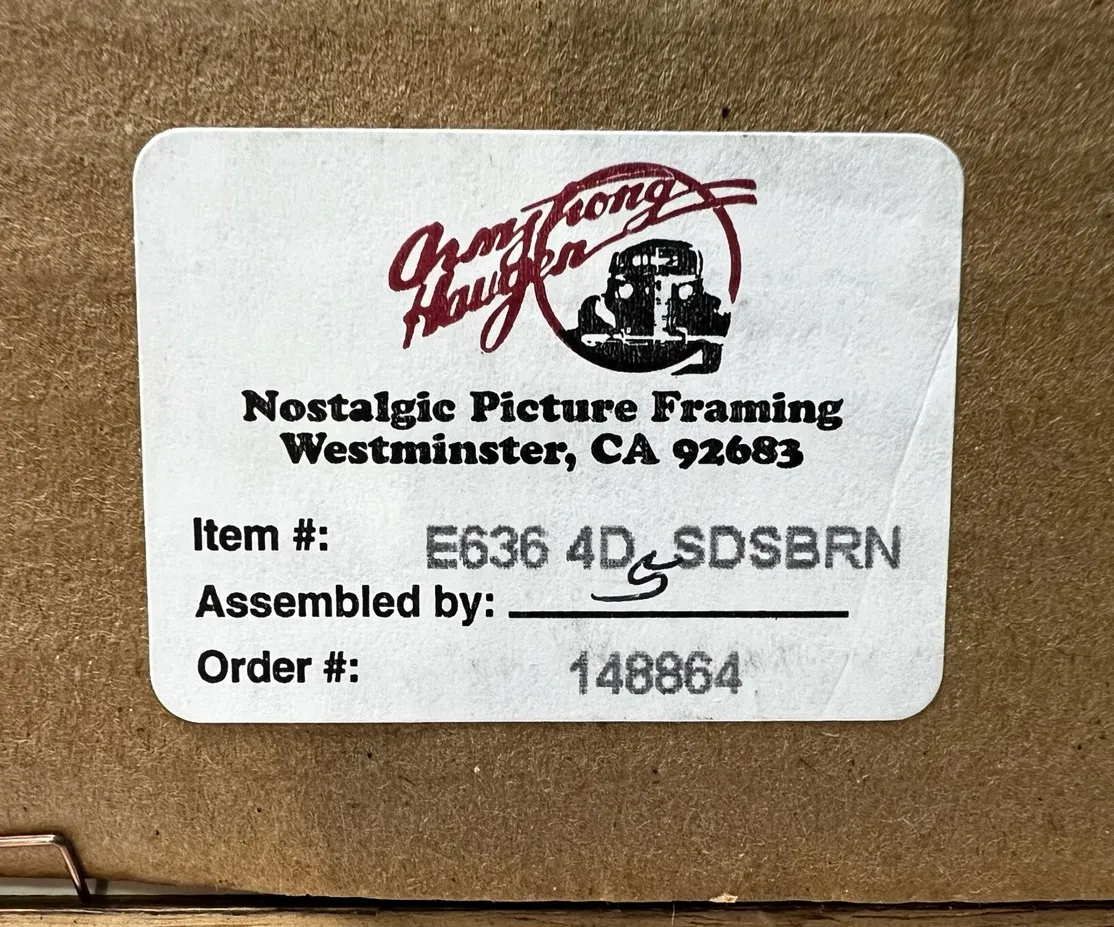 Armstrong
Haugen
Nostalgic Picture Framing
Westminster, CA 92683
Item #: E636 4D SDSBRN
Assembled by: S
Order #: 148864